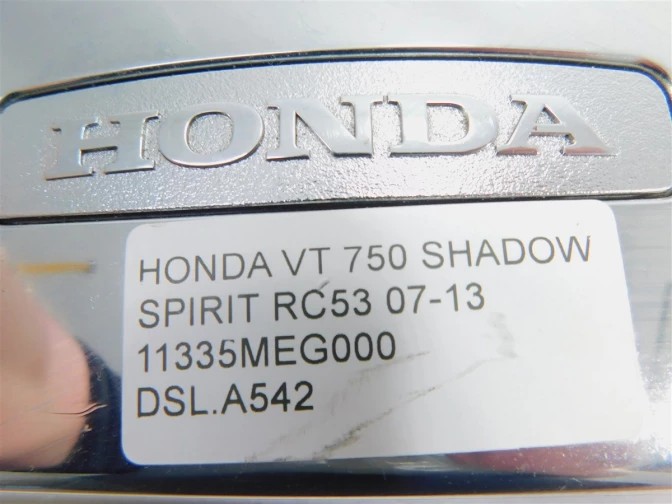 HONDA
HONDA VT 750 SHADOW
SPIRIT RC53 07-13
11335MEG000
DSL.A542